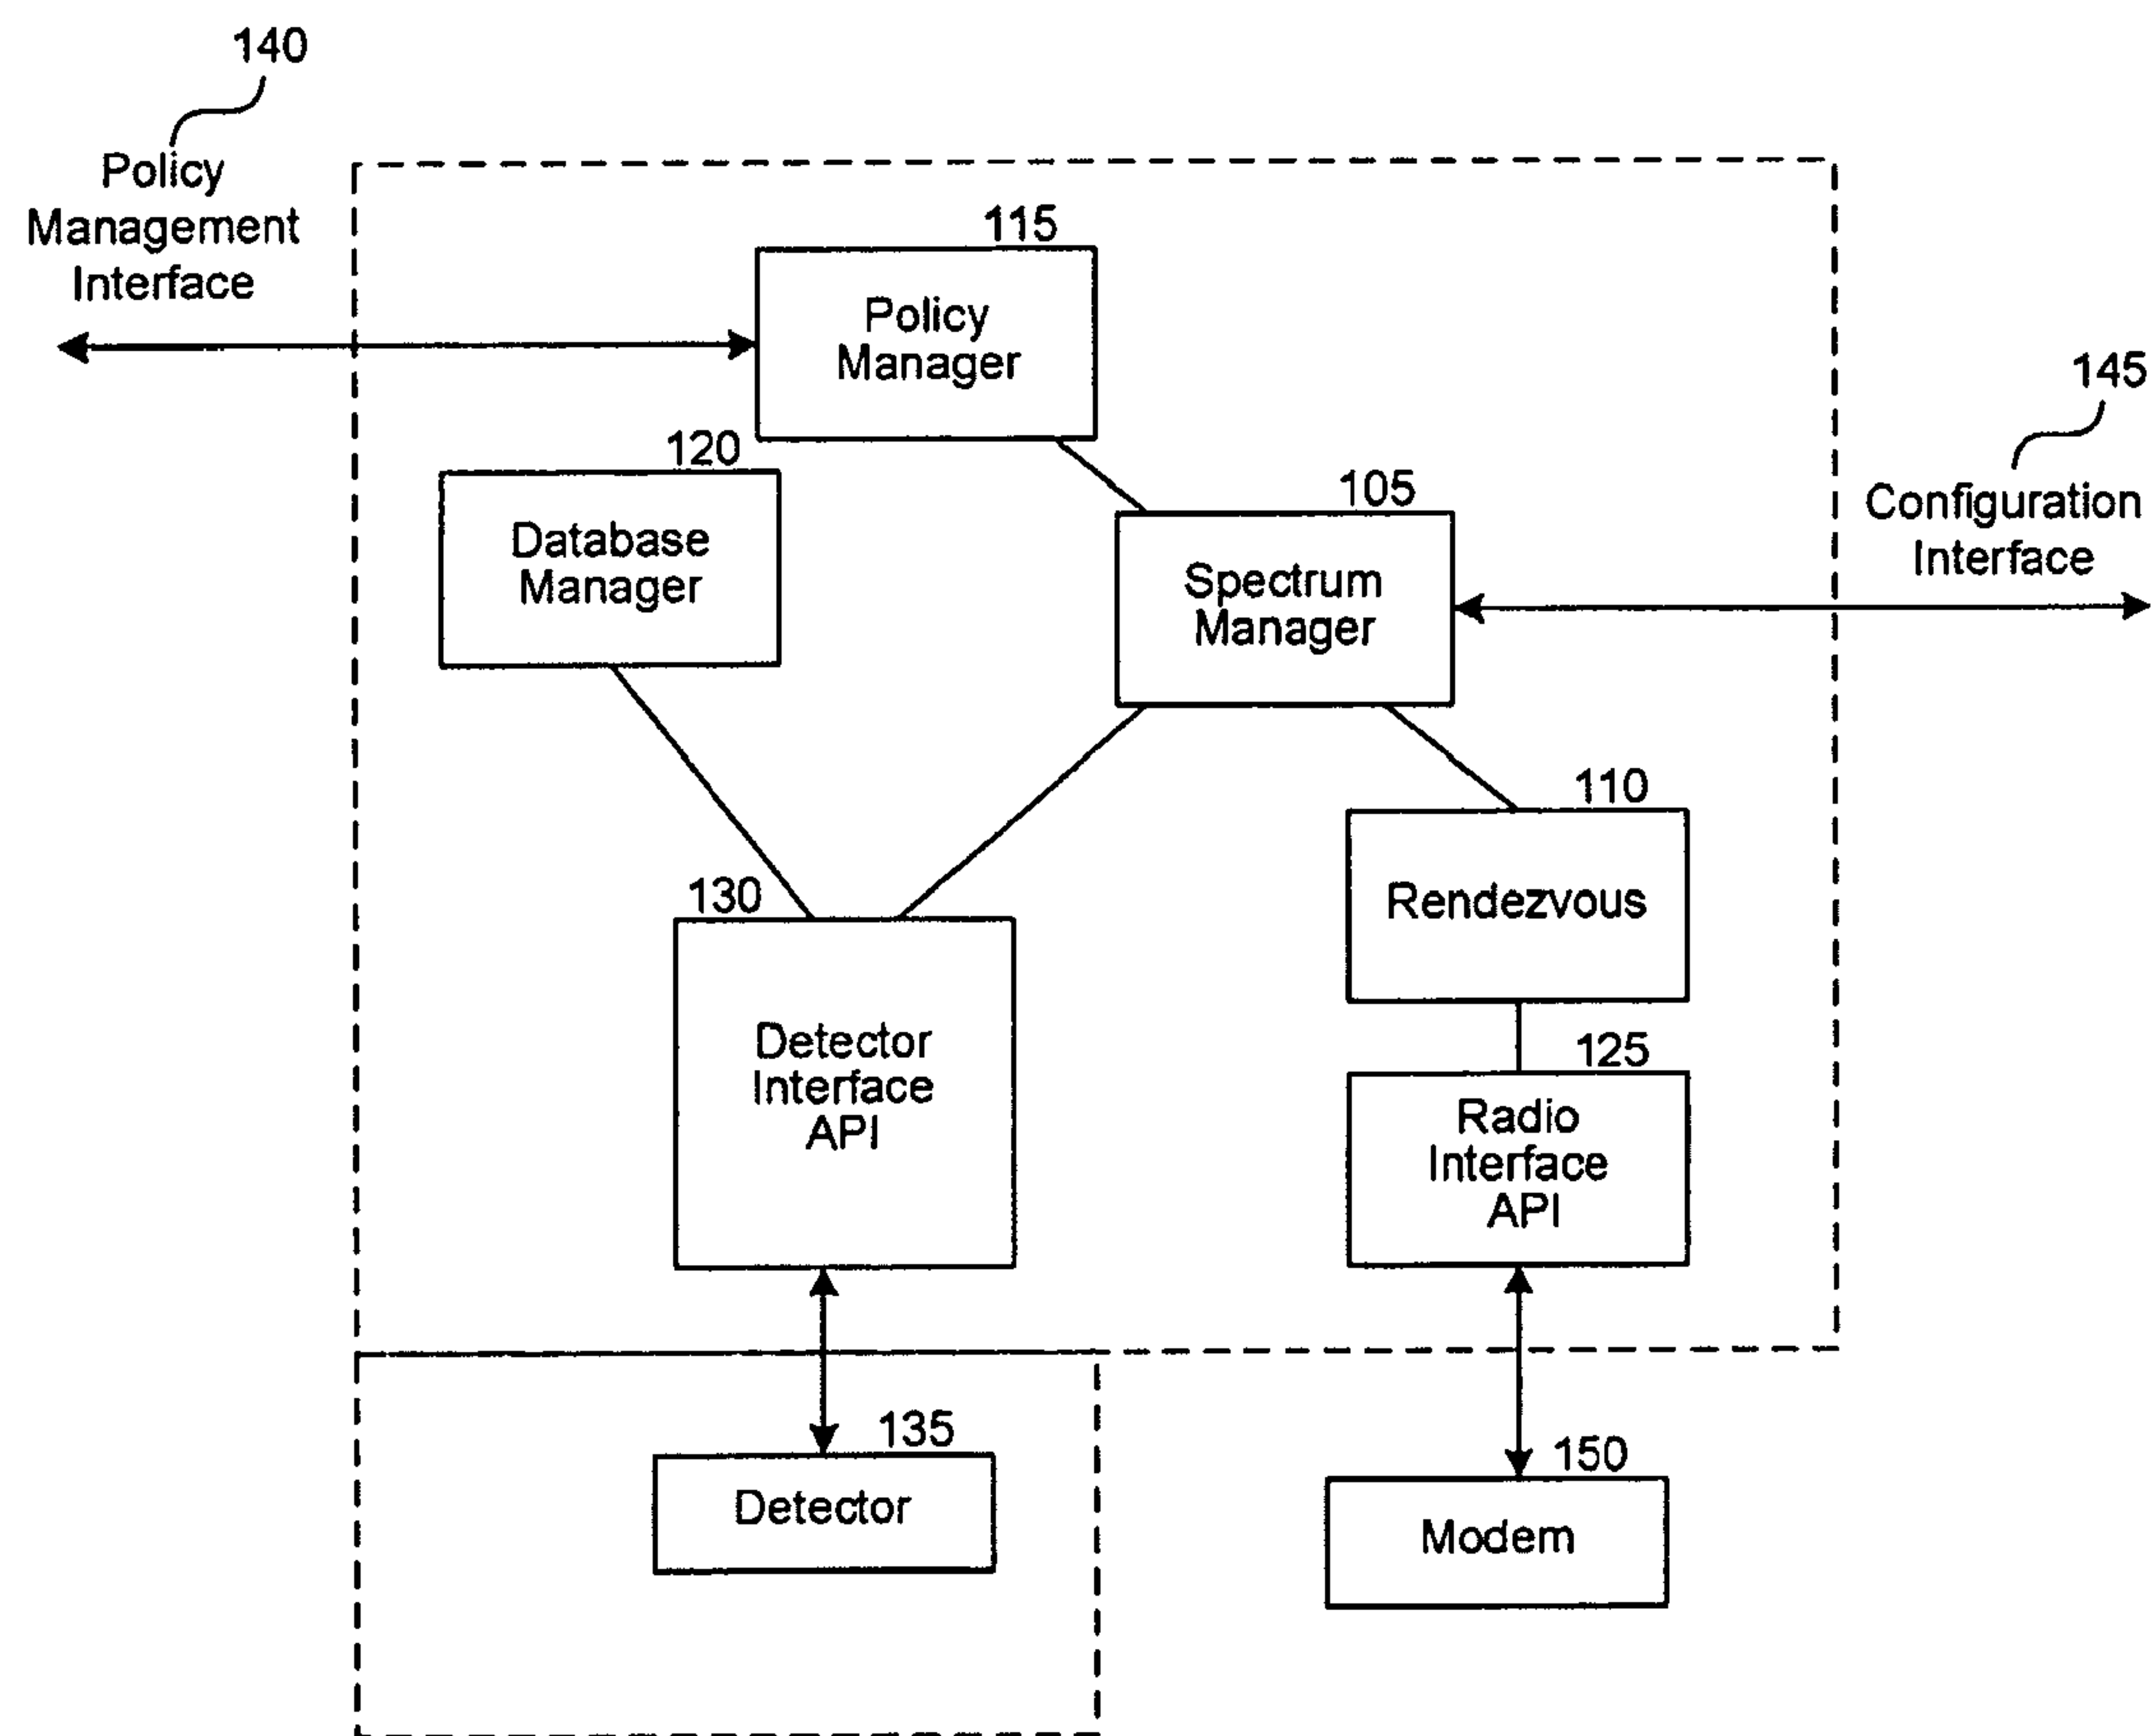 140
Policy
Management
Interface
115
Policy
Manager
145
Configuration
Interface
120
Database
Manager
105
Spectrum
Manager
110
Rendezvous
130
Detector
Interface
API
125
Radio
Interface
API
135
Detector
150
Modem